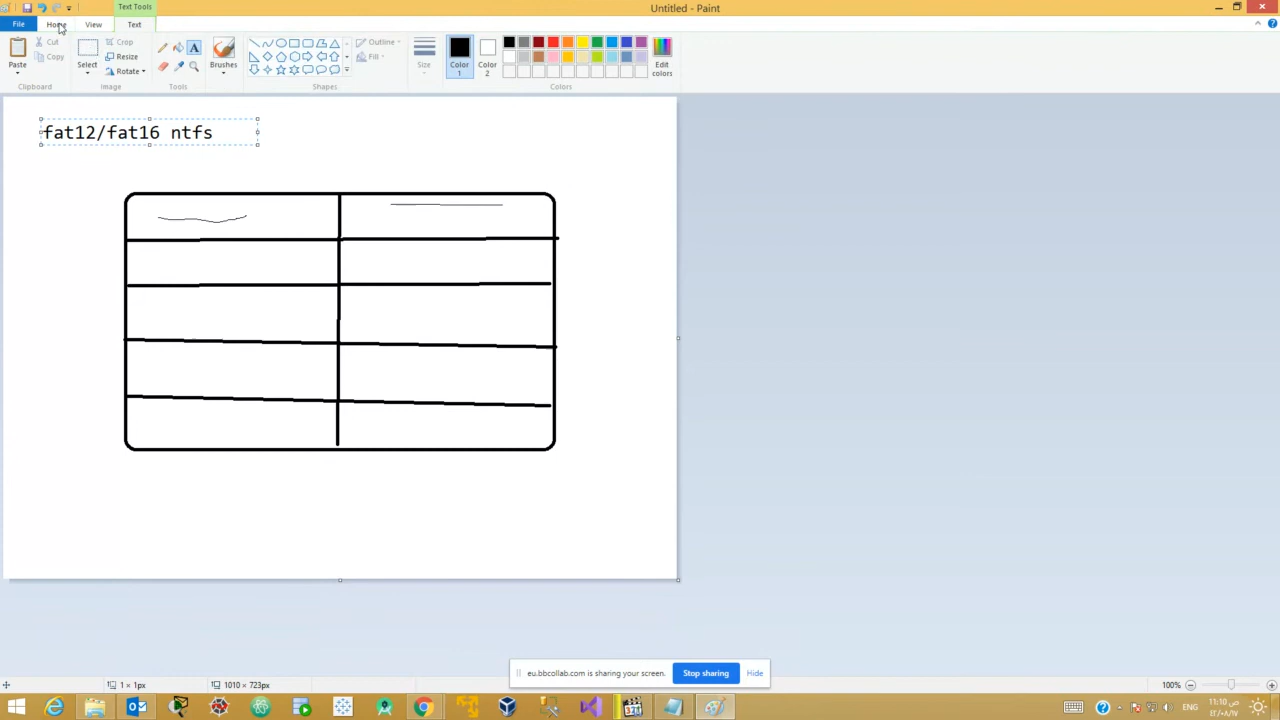 Text Tools
Untitled - Paint
File
Home
View
Text
Paste
Cut
Copy
Clipboard
Select
Crop
Resize
Rotate
Image
A
Tools
Brushes
Shapes
Outline
Fill
Size
Color
1
Color
2
Edit
colors
Colors
fat12/fat16 ntfs
eu.bbcollab.com is sharing your screen.
Stop sharing
Hide
1 × 1px
1010 × 723px
100%
ENG
11:10 ص